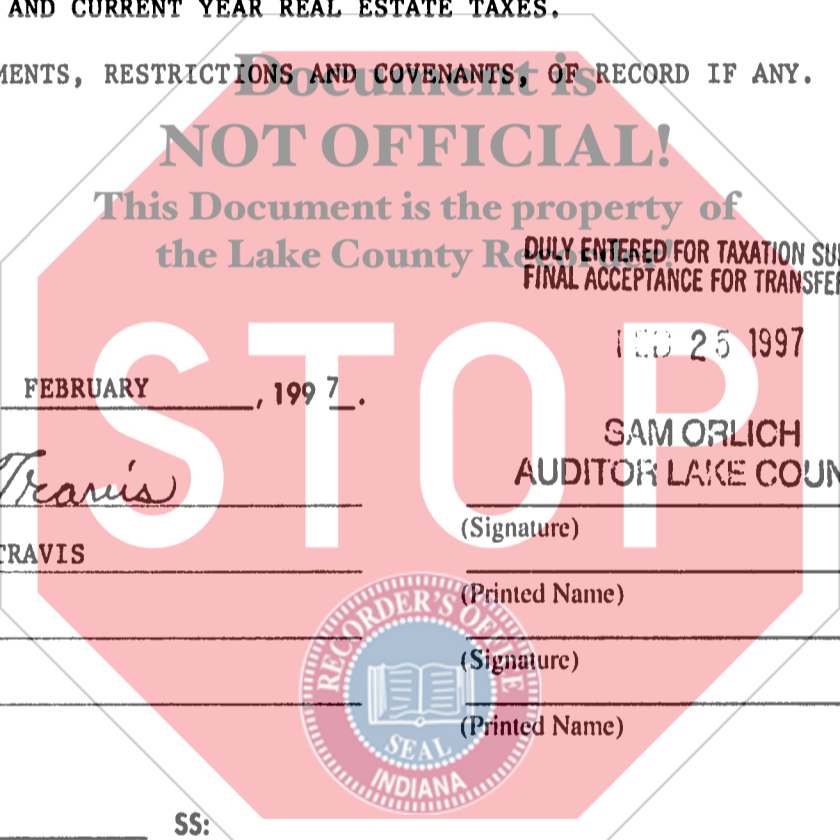 AND CURRENT YEAR REAL ESTATE TAXES.
MENTS, RESTRICTIONS AND COVENANTS, OF RECORD IF ANY.
Document is
NOT OFFICIAL!
This Document is the property of
the Lake County Recorder!
DULY ENTERED FOR TAXATION SU
FINAL ACCEPTANCE FOR TRANSFER
FEB 25 1997
FEBRUARY, 1997.
STOP
SAM ORLICH
AUDITOR LAKE COUN
Travis
(Signature)
TRAVIS
(Printed Name)
(Signature)
(Printed Name)
RECORDER'S OFFICE
SEAL
INDIANA
SS: